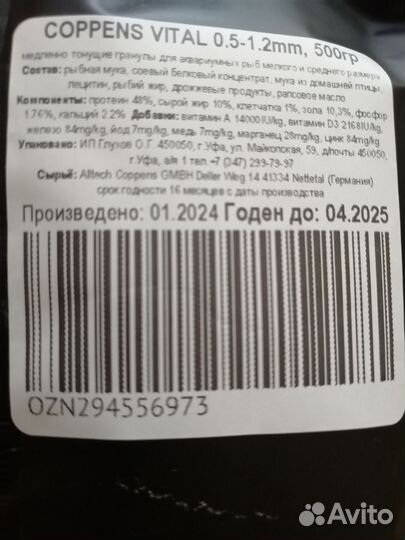 COPPENS VITAL 0.5-1.2mm, 500гр
медленно тонущие гранулы для аквариумных рыб мелкого и среднего размера
Состав: рыбная мука, соевый белковый концентрат, мука из домашней птицы,
лецитин, рыбий жир, дрожжевые продукты, рапсовое масло
Компоненты: протеин 48%, сырой жир 10%, клетчатка 1%, зола 10,3%, фосфор
1.76%, кальций 2.2% Добавки: витамин А 14000IU/kg, витамин D3 2168IU/kg,
железо 84mg/kg, йод 7mg/kg, медь 7mg/kg, марганец 28mg/kg, цинк 84mg/kg
Упаковано: ИП Глухов О.Г. 450050, г.Уфа, ул. Майкопская, 59, д/почты 450050,
г.Уфа, а/я 1 тел. +7 (347) 299-79-97
Сырьё: Alltech Coppens GMBH Deller Weg 14 41334 Nettetal (Германия)
срок годности 16 месяцев с даты производства
Произведено: 01.2024 Годен до: 04.2025
OZN294556973
Avito